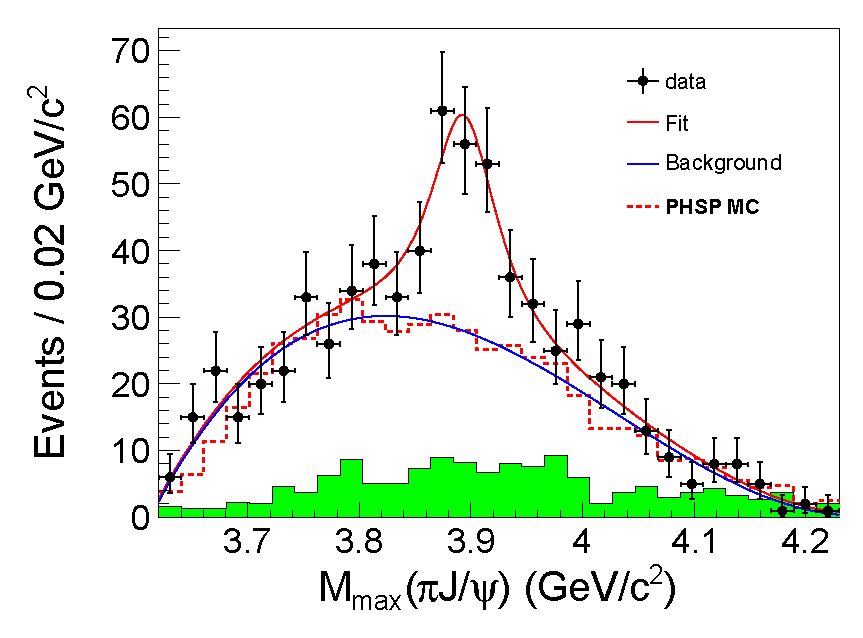 Events / 0.02 GeV/c²
70
60
50
40
30
20
10
0
data
Fit
Background
PHSP MC
3.7 3.8 3.9 4 4.1 4.2
M_max(πJ/ψ) (GeV/c²)